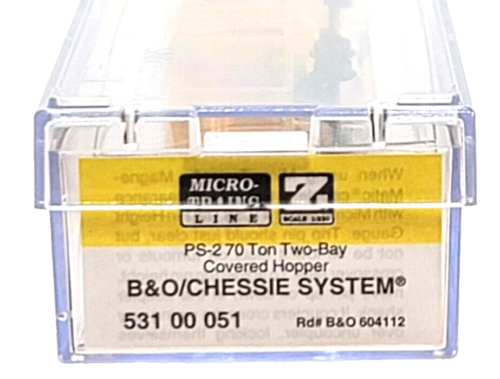 MICRO-
TRAINS
LINE
Z
SCALE 1:220
PS-2 70 Ton Two-Bay
Covered Hopper
B&O/CHESSIE SYSTEM®
531 00 051
Rd# B&O 604112